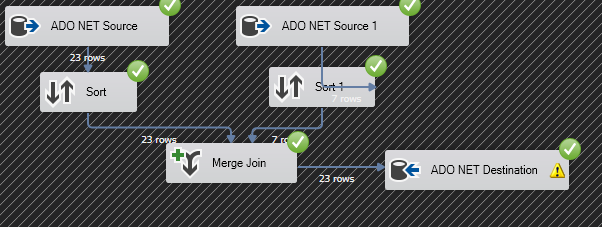 ADO NET Source
ADO NET Source 1
23 rows
Sort
Sort 1
7 rows
23 rows
7 rows
Merge Join
23 rows
ADO NET Destination